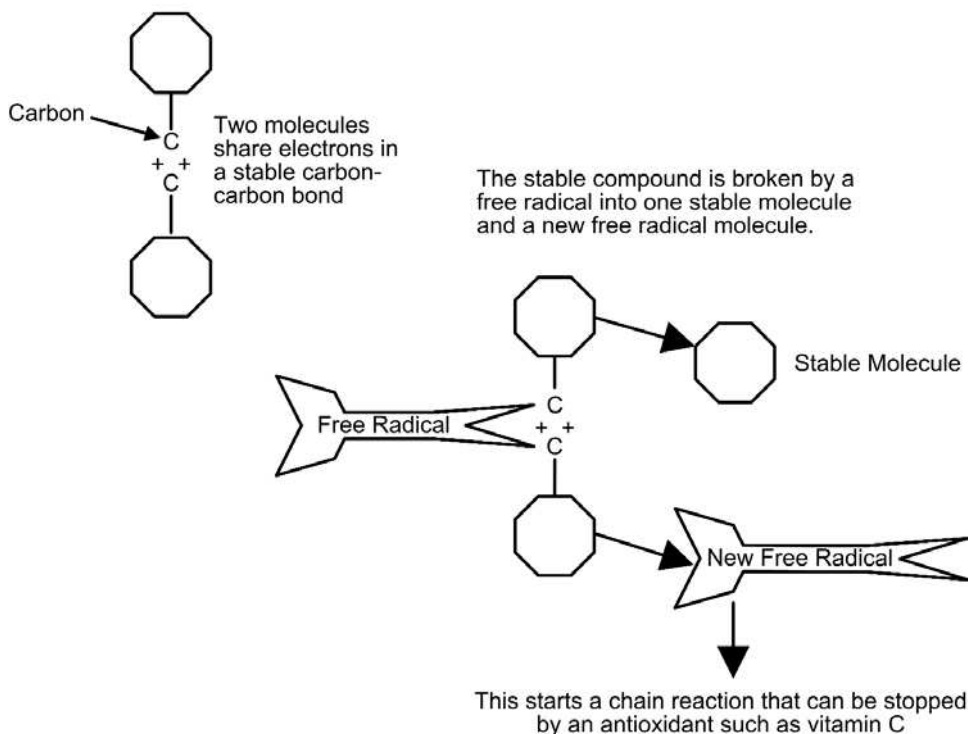 Carbon
C
+ +
C
Two molecules
share electrons in
a stable carbon-
carbon bond
The stable compound is broken by a
free radical into one stable molecule
and a new free radical molecule.
Stable Molecule
Free Radical
C
+ +
C
New Free Radical
This starts a chain reaction that can be stopped
by an antioxidant such as vitamin C